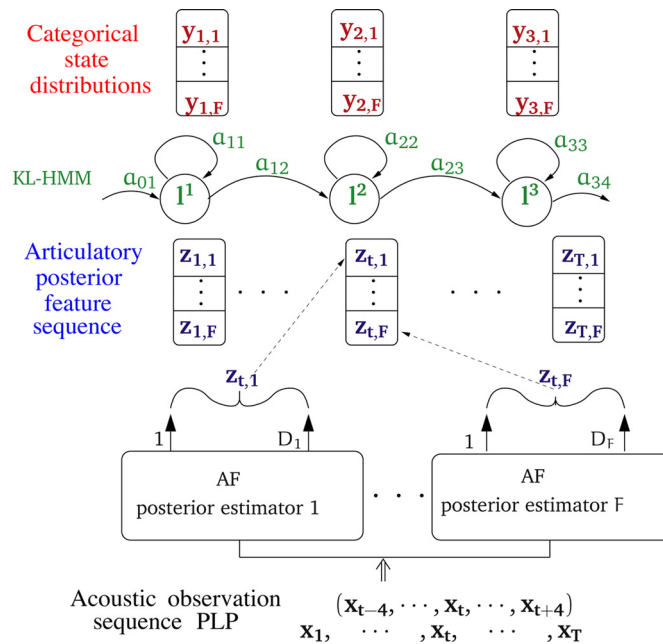 Categorical
state
distributions
y1,1 y2,1 y3,1
⋮ ⋮ ⋮
y1,F y2,F y3,F
a11 a22 a33
KL-HMM a01 a12 a23 a34
l^1 l^2 l^3
Articulatory
posterior
feature
sequence
z1,1 zt,1 zT,1
⋮ · · · ⋮ · · · ⋮
z1,F zt,F zT,F
zt,1 zt,F
1 D1 1 DF
AF AF
posterior estimator 1 · · · posterior estimator F
Acoustic observation
sequence PLP
(xt−4, ⋯, xt, ⋯, xt+4)
x1, ⋯ , xt, ⋯ , xT